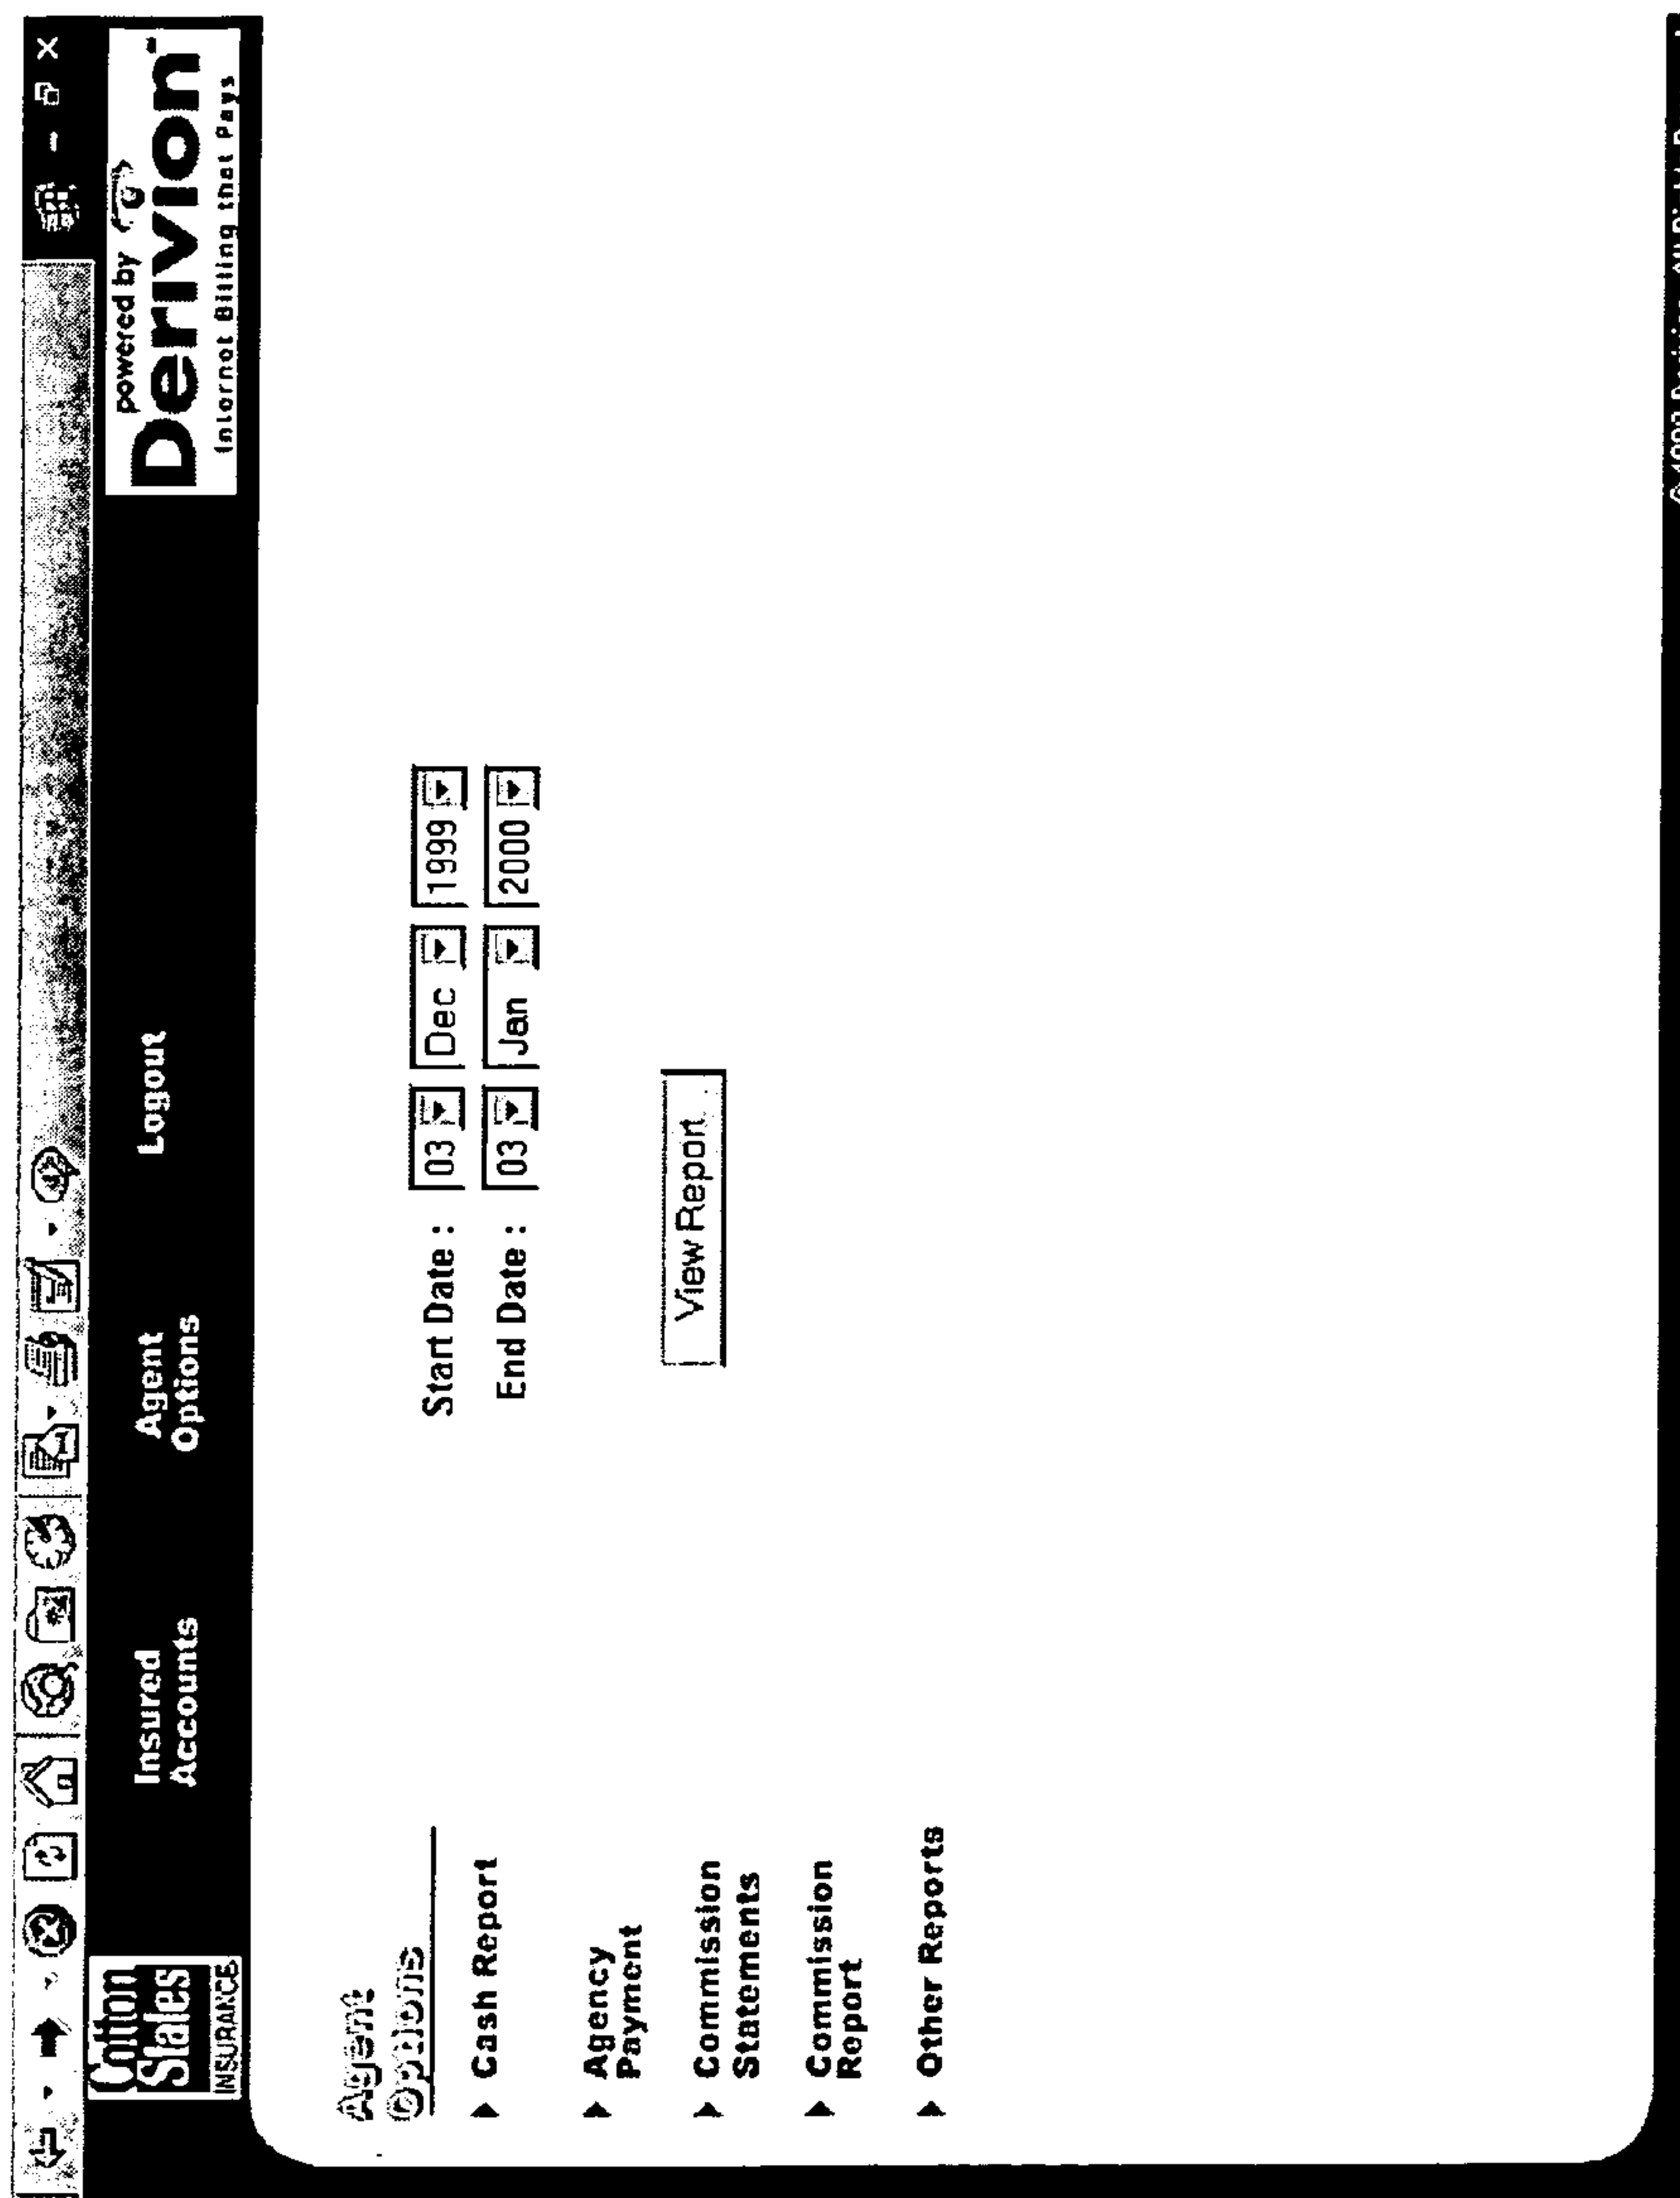 Cotton
States
INSURANCE
Insured
Accounts
Agent
Options
Logout
powered by
Derivion
Internet Billing that Pays
Agent
Options
Cash Report
Agency
Payment
Commission
Statements
Commission
Report
Other Reports
Start Date : 03 Dec 1999
End Date : 03 Jan 2000
View Report